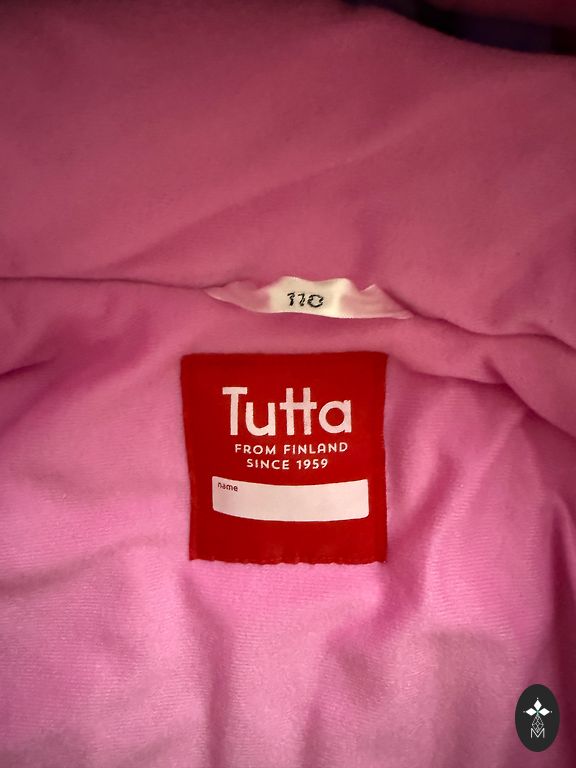 110
Tutta
FROM FINLAND
SINCE 1959
name
M